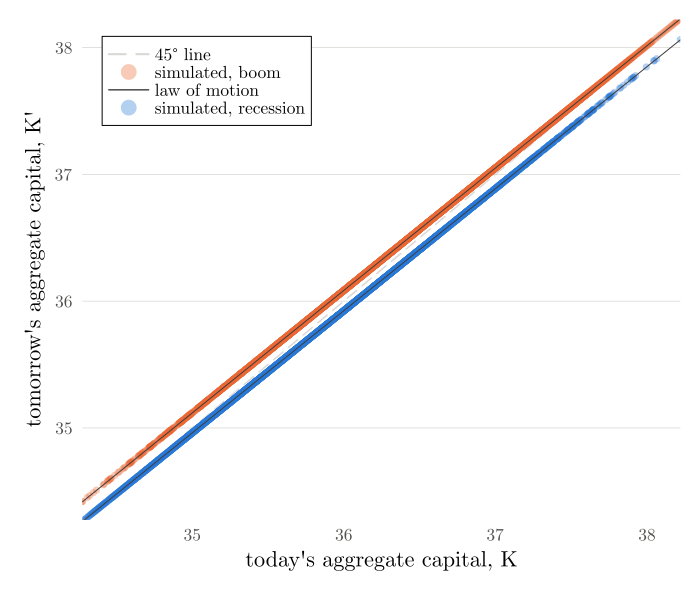 38
37
36
35
45° line
simulated, boom
law of motion
simulated, recession
tomorrow's aggregate capital, K'
35
36
37
38
today's aggregate capital, K